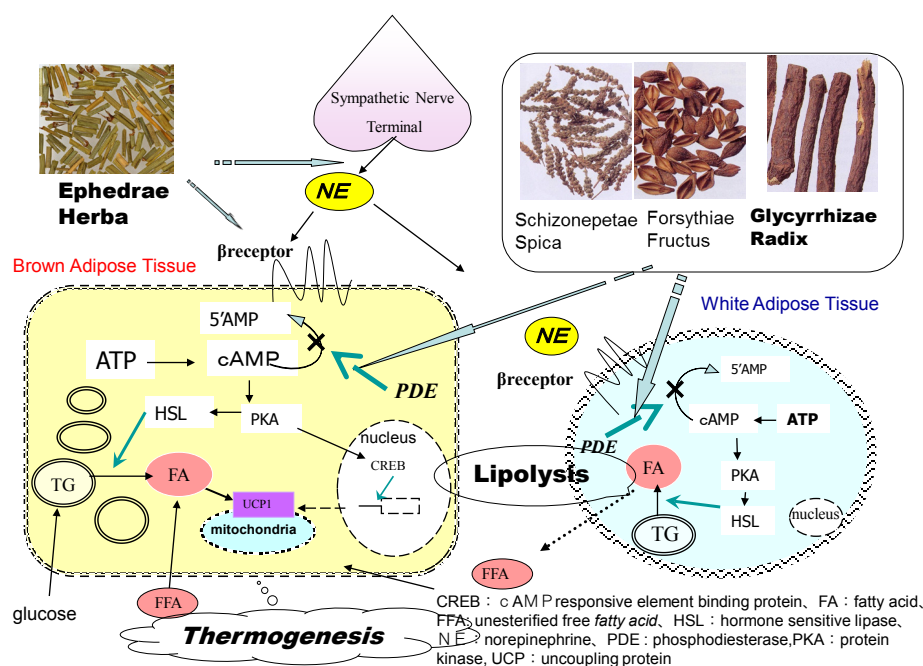 Sympathetic Nerve
Terminal
Ephedrae
Herba
NE
Schizonepetae
Spica
Forsythiae
Fructus
Glycyrrhizae
Radix
βreceptor
Brown Adipose Tissue
White Adipose Tissue
5'AMP
ATP
cAMP
PDE
HSL
PKA
nucleus
CREB
TG
FA
UCP1
mitochondria
glucose
FFA
Thermogenesis
Lipolysis
NE
βreceptor
5'AMP
cAMP
ATP
PDE
FA
PKA
HSL
TG
nucleus
FFA
CREB：ｃＡＭＰresponsive element binding protein、FA：fatty acid、
FFA: unesterified free fatty acid、HSL：hormone sensitive lipase、
ＮＥ：norepinephrine、PDE : phosphodiesterase,PKA：protein
kinase, UCP：uncoupling protein